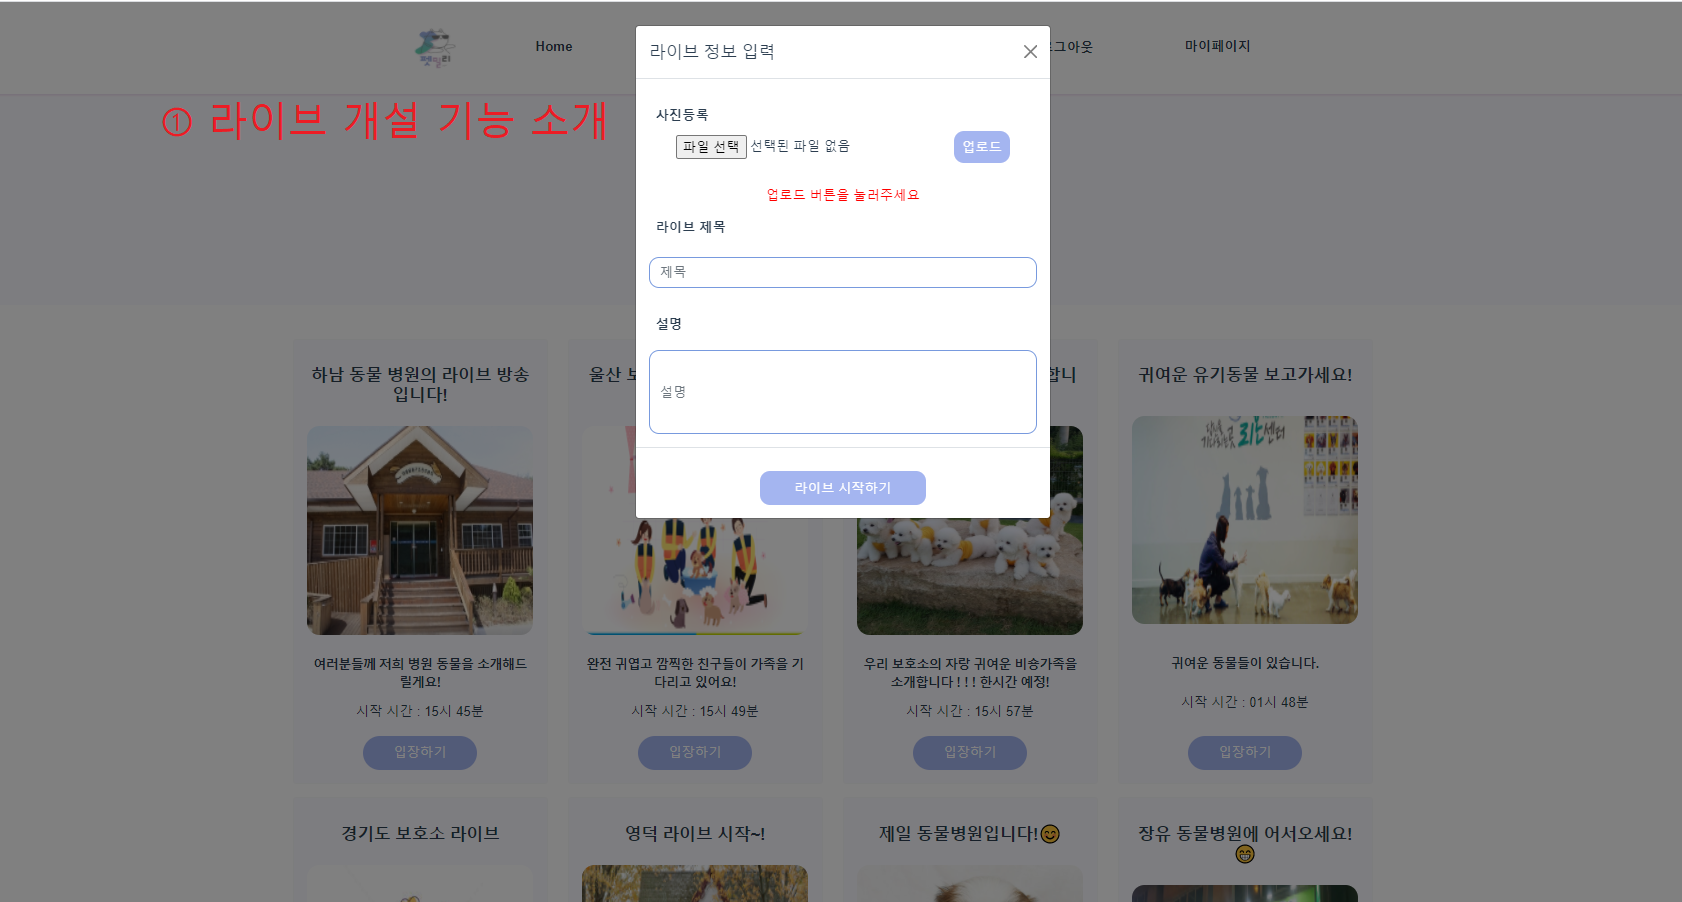 펫밀리
Home
로그아웃
마이페이지
① 라이브 개설 기능 소개
라이브 정보 입력
사진등록
파일 선택 선택된 파일 없음
업로드
업로드 버튼을 눌러주세요
라이브 제목
제목
설명
설명
라이브 시작하기
하남 동물 병원의 라이브 방송
입니다!
여러분들께 저희 병원 동물을 소개해드
릴게요!
시작 시간 : 15시 45분
입장하기
울산 보
완전 귀엽고 깜찍한 친구들이 가족을 기
다리고 있어요!
시작 시간 : 15시 49분
입장하기
합니
우리 보호소의 자랑 귀여운 비숑가족을
소개합니다 ! ! ! 한시간 예정!
시작 시간 : 15시 57분
입장하기
귀여운 유기동물 보고가세요!
센터
귀여운 동물들이 있습니다.
시작 시간 : 01시 48분
입장하기
경기도 보호소 라이브
영덕 라이브 시작~!
제일 동물병원입니다!😊
장유 동물병원에 어서오세요!
😄